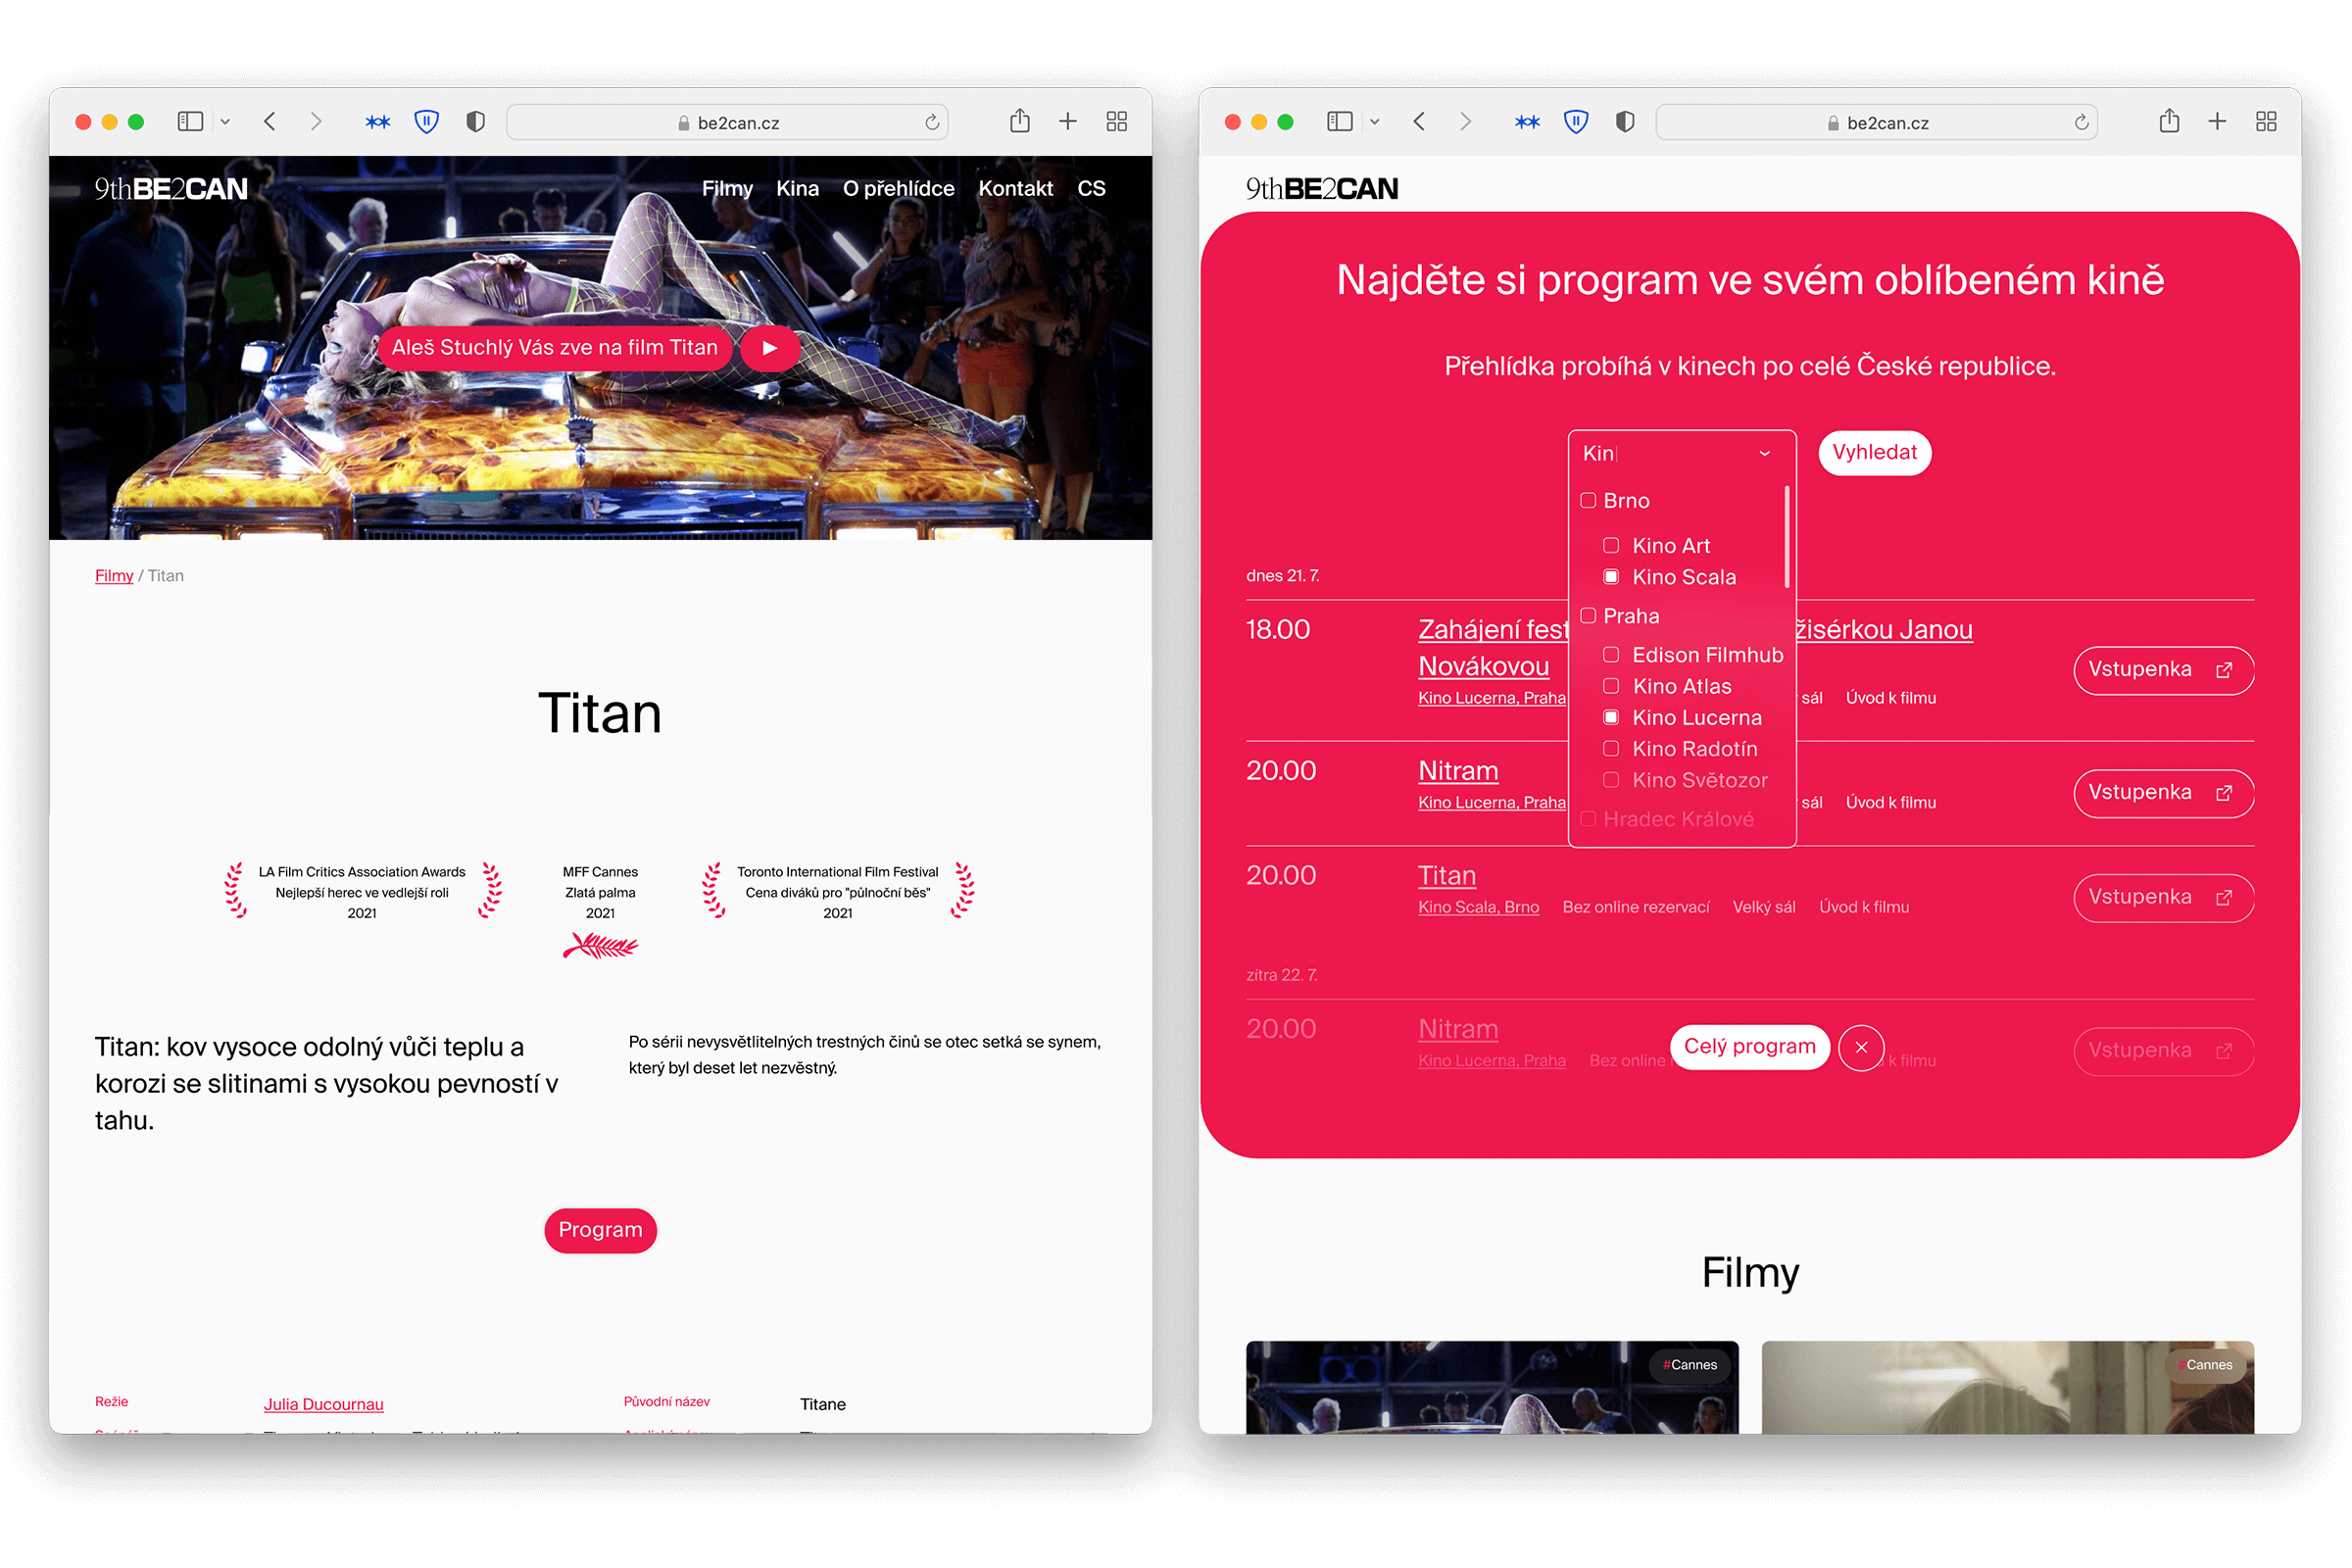 be2can.cz
9thBE2CAN
Filmy Kina O přehlídce Kontakt CS
Aleš Stuchlý Vás zve na film Titan
Filmy / Titan
Titan
LA Film Critics Association Awards
Nejlepší herec ve vedlejší roli
2021
MFF Cannes
Zlatá palma
2021
Toronto International Film Festival
Cena diváků pro "půlnoční běs"
2021
Titan: kov vysoce odolný vůči teplu a
korozi se slitinami s vysokou pevností v
tahu.
Po sérii nevysvětlitelných trestných činů se otec setká se synem,
který byl deset let nezvěstný.
Program
Režie Julia Ducournau Původní název Titane
be2can.cz
9thBE2CAN
Najděte si program ve svém oblíbeném kině
Přehlídka probíhá v kinech po celé České republice.
Kin
Vyhledat
Brno
Kino Art
Kino Scala
Praha
Edison Filmhub
Kino Atlas
Kino Lucerna
Kino Radotín
Kino Světozor
Hradec Králové
dnes 21. 7.
18.00
Zahájení fest žisérkou Janou
Novákovou
Kino Lucerna, Praha sál Úvod k filmu
Vstupenka
20.00
Nitram
Kino Lucerna, Praha sál Úvod k filmu
Vstupenka
20.00
Titan
Kino Scala, Brno Bez online rezervací Velký sál Úvod k filmu
Vstupenka
zítra 22. 7.
20.00
Nitram
Kino Lucerna, Praha Bez online k filmu
Vstupenka
Celý program
Filmy
#Cannes
#Cannes